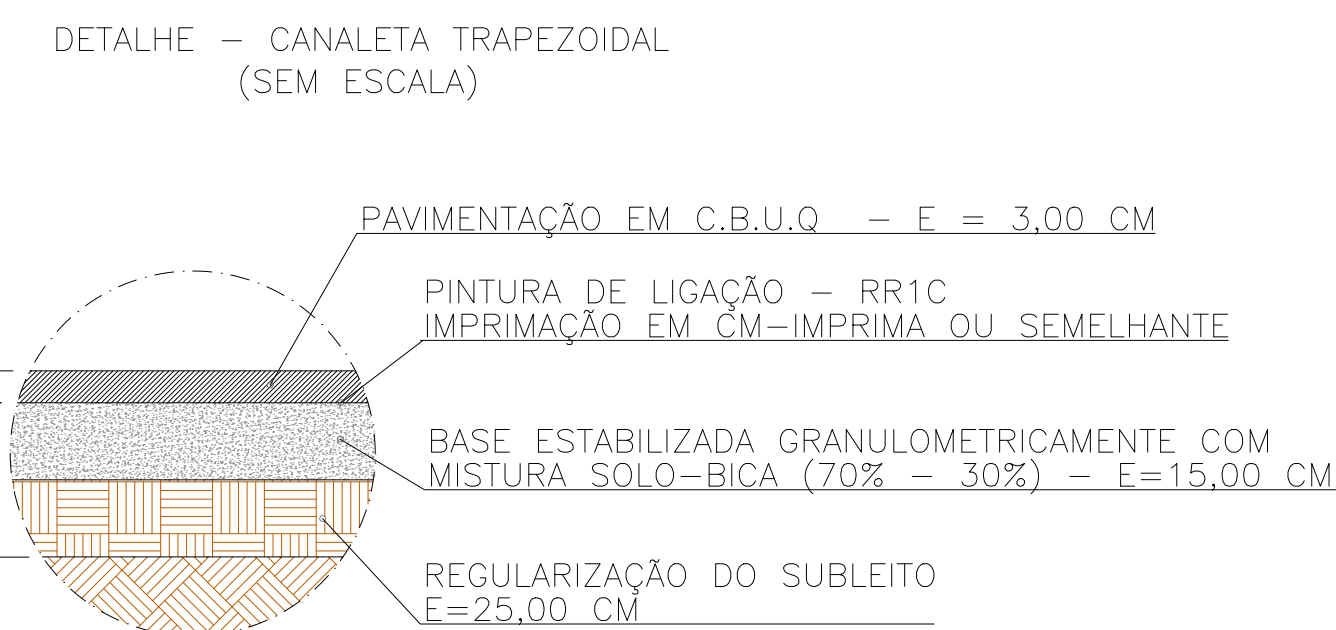 DETALHE - CANALETA TRAPEZOIDAL
(SEM ESCALA)
PAVIMENTAÇÃO EM C.B.U.Q - E = 3,00 CM
PINTURA DE LIGAÇÃO - RR1C
IMPRIMAÇÃO EM CM-IMPRIMA OU SEMELHANTE
BASE ESTABILIZADA GRANULOMETRICAMENTE COM
MISTURA SOLO-BICA (70% - 30%) - E=15,00 CM
REGULARIZAÇÃO DO SUBLEITO
E=25,00 CM